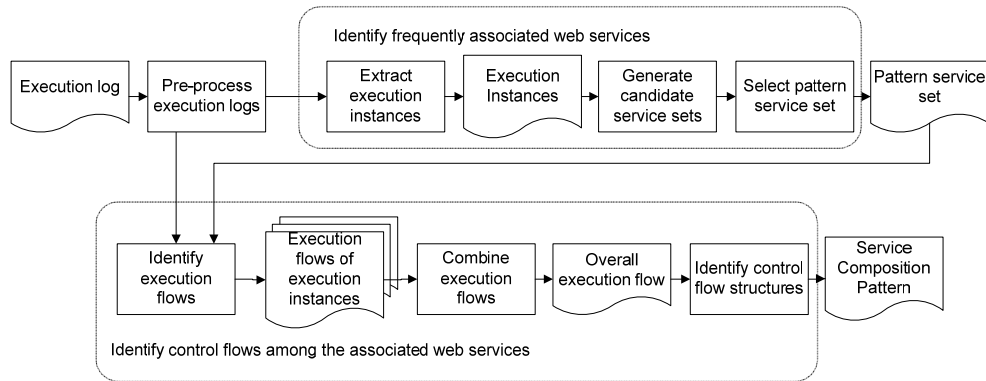 Identify frequently associated web services
Execution log
Pre-process
execution logs
Extract
execution
instances
Execution
Instances
Generate
candidate
service sets
Select pattern
service set
Pattern service
set
Identify
execution
flows
Execution
flows of
execution
instances
Combine
execution
flows
Overall
execution flow
Identify control
flow structures
Service
Composition
Pattern
Identify control flows among the associated web services